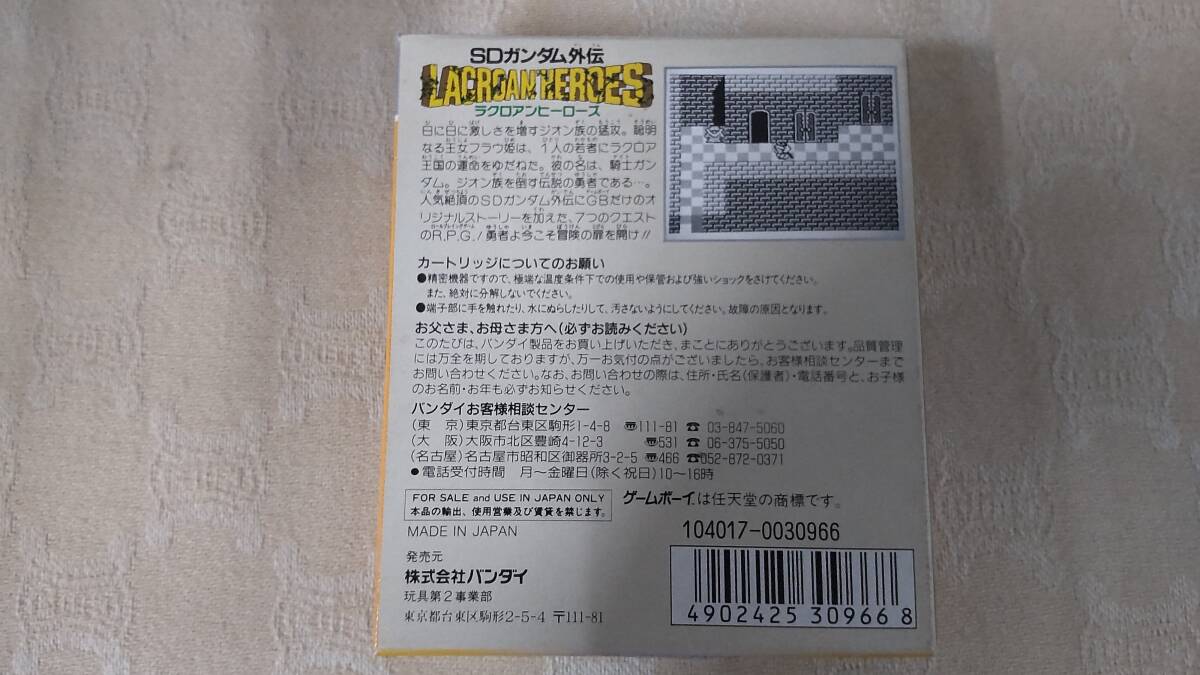 SDガンダム外伝
LACROAN HEROES
ラクロアンヒーローズ
日に日に激しさを増すジオン族の猛攻。聡明
なる王女フラウ姫は、1人の若者にラクロア
王国の運命をゆだねた。彼の名は、騎士ガン
ダム。ジオン族を倒す伝説の勇者である…。
人気絶頂のSDガンダム外伝にGBだけのオ
リジナルストーリーを加えた、7つのクエスト
のR.P.G.!勇者よ今こそ冒険の扉を開け!!
カートリッジについてのお願い
●精密機器ですので、極端な温度条件下での使用や保管および強いショックをさけてください。
また、絶対に分解しないでください。
●端子部に手を触れたり、水にぬらしたりして、汚さないようにしてください。故障の原因となります。
お父さま、お母さま方へ(必ずお読みください)
このたびは、バンダイ製品をお買い上げいただき、まことにありがとうございます。品質管理
には万全を期しておりますが、万一お気付の点がございましたら、お客様相談センターまで
お問い合わせください。なお、お問い合わせの際は、住所・氏名(保護者)・電話番号と、お子様
のお名前・お年も必ずお知らせください。
バンダイお客様相談センター
(東 京)東京都台東区駒形1-4-8 〠111-81 ☎03-847-5060
(大 阪)大阪市北区豊崎4-12-3 〠531 ☎06-375-5050
(名古屋)名古屋市昭和区御器所3-2-5 〠466 ☎052-872-0371
●電話受付時間 月~金曜日(除く祝日)10~16時
FOR SALE and USE IN JAPAN ONLY
本品の輸出、使用営業及び賃貸を禁じます。
ゲームボーイは任天堂の商標です。
MADE IN JAPAN
104017-0030966
発売元
株式会社バンダイ
玩具第2事業部
東京都台東区駒形2-5-4 〒111-81
4902425309668